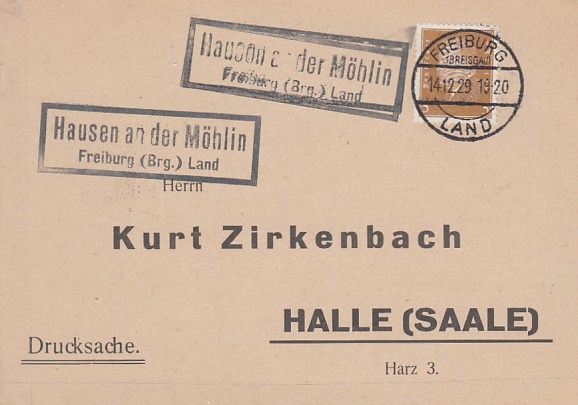 Hausen an der Möhlin
Freiburg (Brg.) Land
FREIBURG
(BREISGAU)
14.12.29 19-20
LAND
Hausen an der Möhlin
Freiburg (Brg.) Land
Herrn
Kurt Zirkenbach
HALLE (SAALE)
Drucksache.
Harz 3.